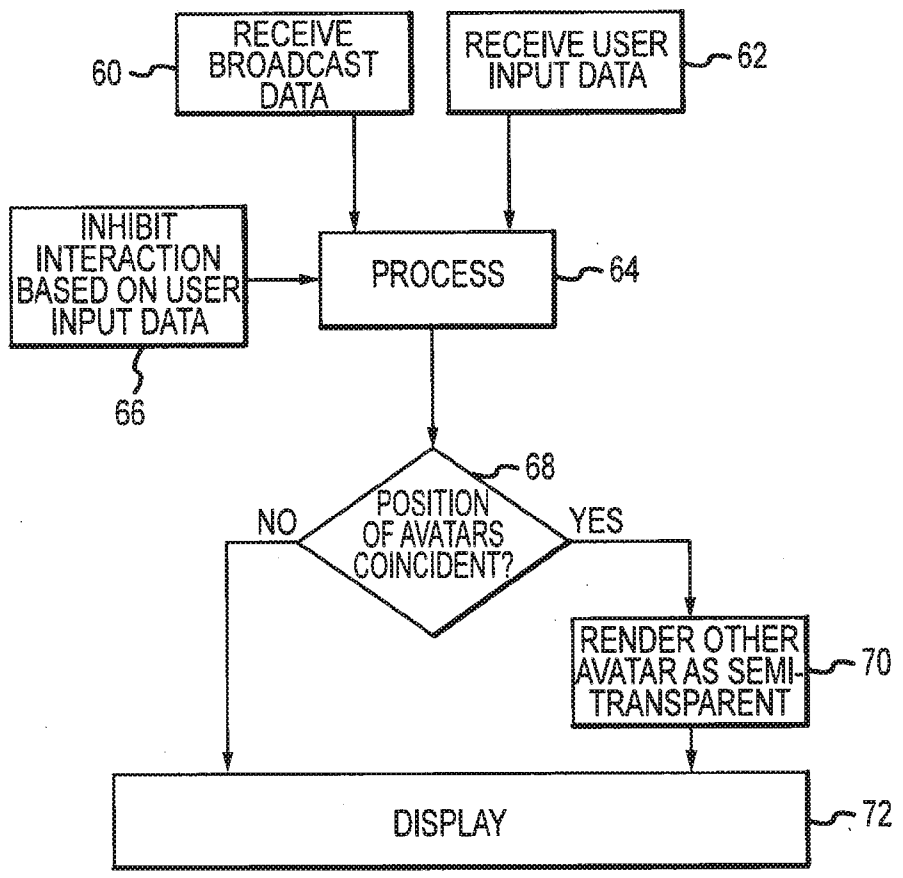 RECEIVE
BROADCAST
DATA
60
RECEIVE USER
INPUT DATA
62
INHIBIT
INTERACTION
BASED ON USER
INPUT DATA
66
PROCESS
64
POSITION
OF AVATARS
COINCIDENT?
68
NO
YES
RENDER OTHER
AVATAR AS SEMI-
TRANSPARENT
70
DISPLAY
72